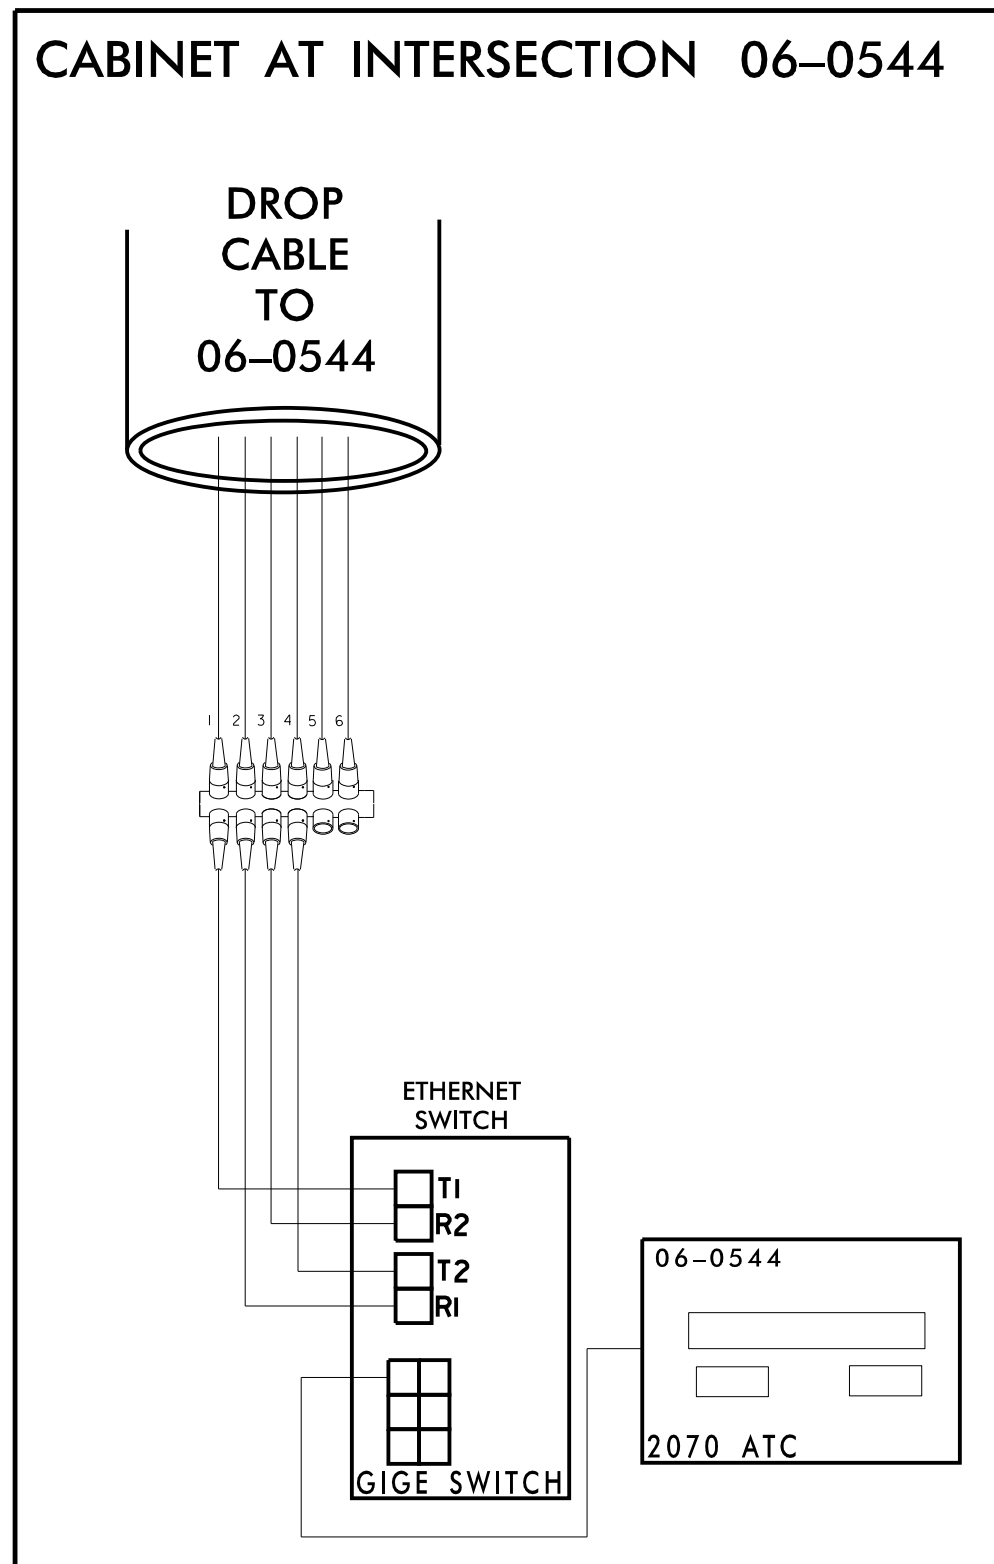 CABINET AT INTERSECTION 06–0544
DROP
CABLE
TO
06–0544
1 2 3 4 5 6
ETHERNET
SWITCH
T1
R2
T2
R1
GIGE SWITCH
06–0544
2070 ATC